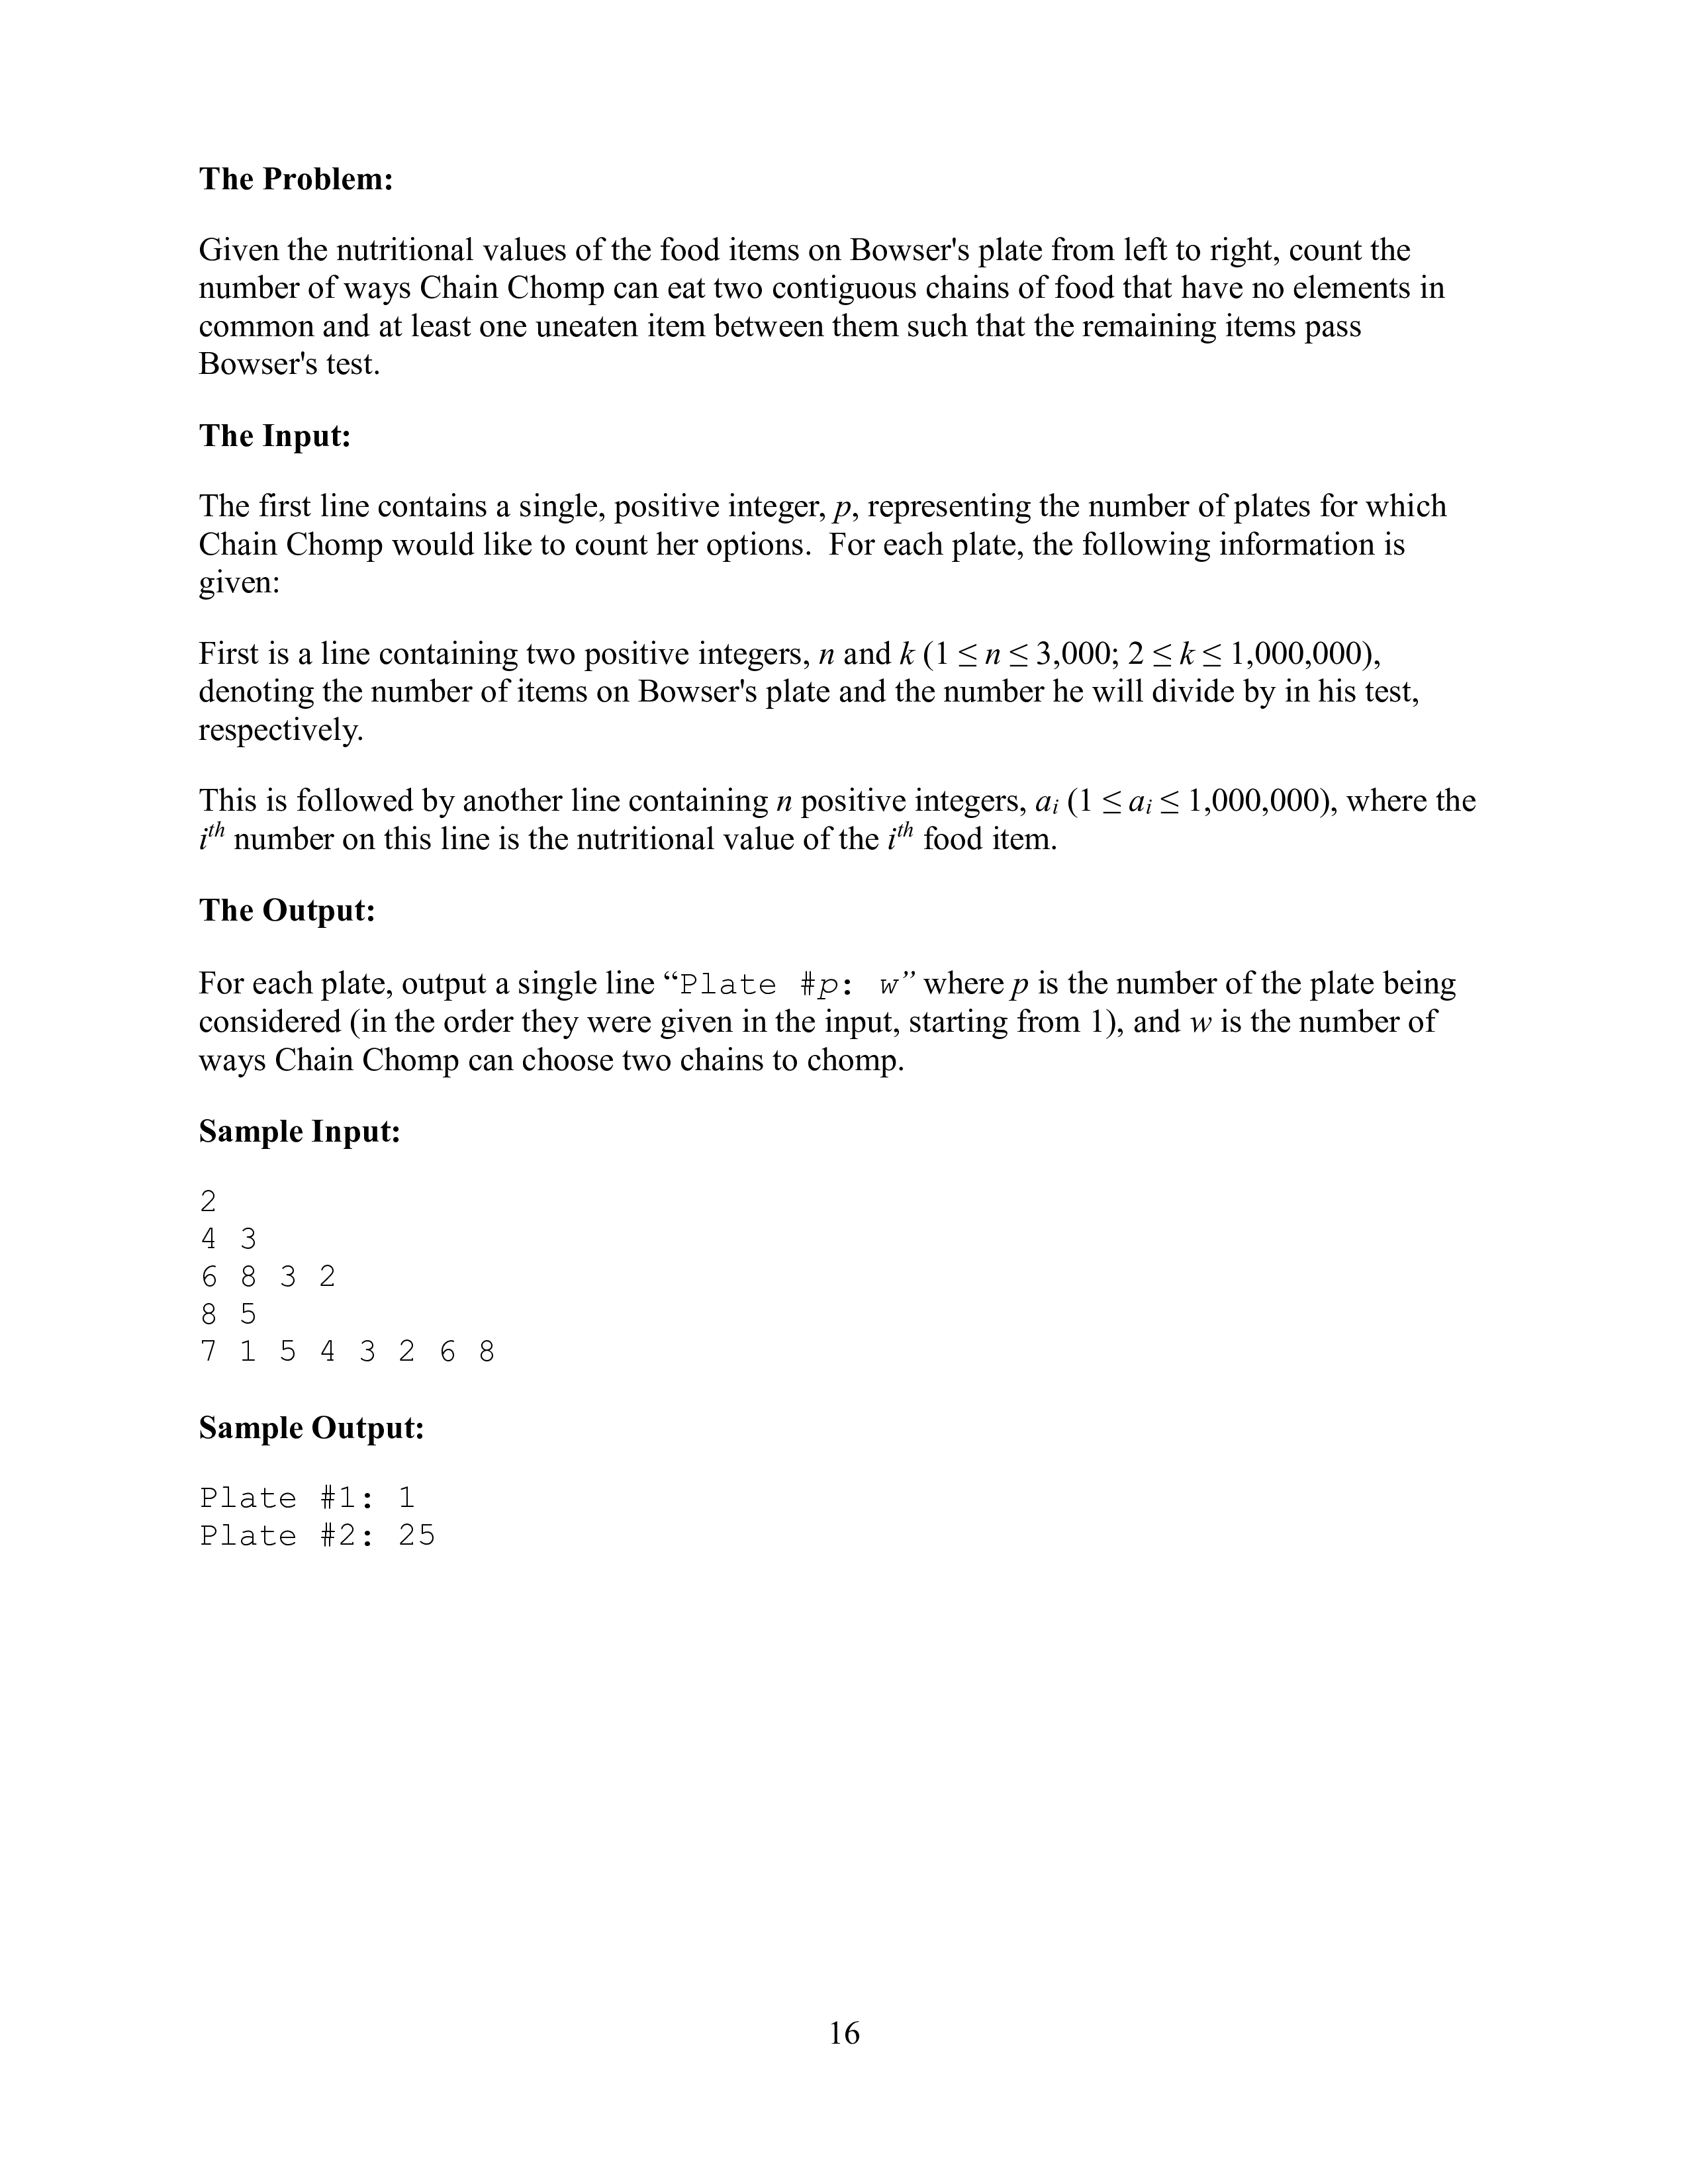 The Problem:
Given the nutritional values of the food items on Bowser's plate from left to right, count the
number of ways Chain Chomp can eat two contiguous chains of food that have no elements in
common and at least one uneaten item between them such that the remaining items pass
Bowser's test.
The Input:
The first line contains a single, positive integer, p, representing the number of plates for which
Chain Chomp would like to count her options.  For each plate, the following information is
given:
First is a line containing two positive integers, n and k (1 ≤ n ≤ 3,000; 2 ≤ k ≤ 1,000,000),
denoting the number of items on Bowser's plate and the number he will divide by in his test,
respectively.
This is followed by another line containing n positive integers, ai (1 ≤ ai ≤ 1,000,000), where the
ith number on this line is the nutritional value of the ith food item.
The Output:
For each plate, output a single line “Plate #p: w” where p is the number of the plate being
considered (in the order they were given in the input, starting from 1), and w is the number of
ways Chain Chomp can choose two chains to chomp.
Sample Input:
2
4 3
6 8 3 2
8 5
7 1 5 4 3 2 6 8
Sample Output:
Plate #1: 1
Plate #2: 25
16